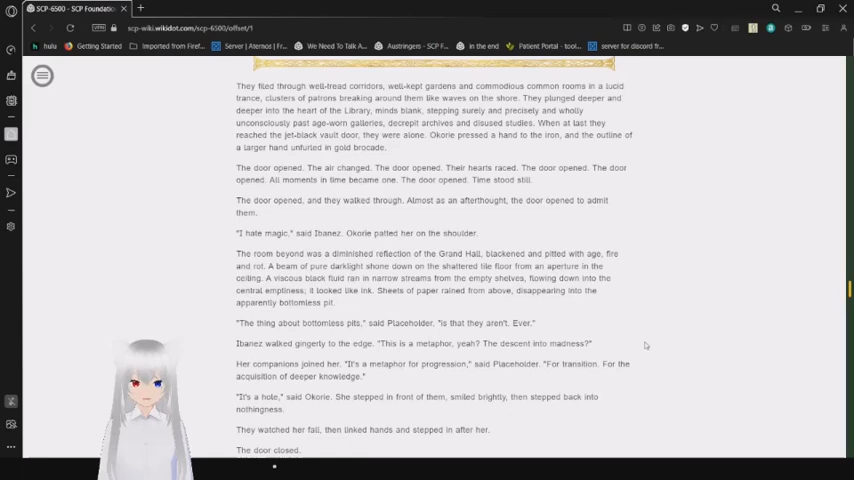 SCP-6500 - SCP Foundatio
VPN
scp-wiki.wikidot.com/scp-6500/offset/1
hulu
Getting Started
Imported from Firef...
Server | Aternos | Fr...
We Need To Talk A...
Austringers - SCP F...
in the end
Patient Portal - tool...
server for discord fr...
They filed through well-tread corridors, well-kept gardens and commodious common rooms in a lucid
trance, clusters of patrons breaking around them like waves on the shore. They plunged deeper and
deeper into the heart of the Library, minds blank, stepping surely and precisely and wholly
unconsciously past age-worn galleries, decrepit archives and disused studies. When at last they
reached the jet-black vault door, they were alone. Okorie pressed a hand to the iron, and the outline of
a larger hand unfurled in gold brocade.
The door opened. The air changed. The door opened. Their hearts raced. The door opened. The door
opened. All moments in time became one. The door opened. Time stood still.
The door opened, and they walked through. Almost as an afterthought, the door opened to admit
them.
"I hate magic," said Ibanez. Okorie patted her on the shoulder.
The room beyond was a diminished reflection of the Grand Hall, blackened and pitted with age, fire
and rot. A beam of pure darklight shone down on the shattered tile floor from an aperture in the
ceiling. A viscous black fluid ran in narrow streams from the empty shelves, flowing down into the
central emptiness; it looked like ink. Sheets of paper rained from above, disappearing into the
apparently bottomless pit.
"The thing about bottomless pits," said Placeholder, "is that they aren't. Ever."
Ibanez walked gingerly to the edge. "This is a metaphor, yeah? The descent into madness?"
Her companions joined her. "It's a metaphor for progression," said Placeholder. "For transition. For the
acquisition of deeper knowledge."
"It's a hole," said Okorie. She stepped in front of them, smiled brightly, then stepped back into
nothingness.
They watched her fall, then linked hands and stepped in after her.
The door closed.